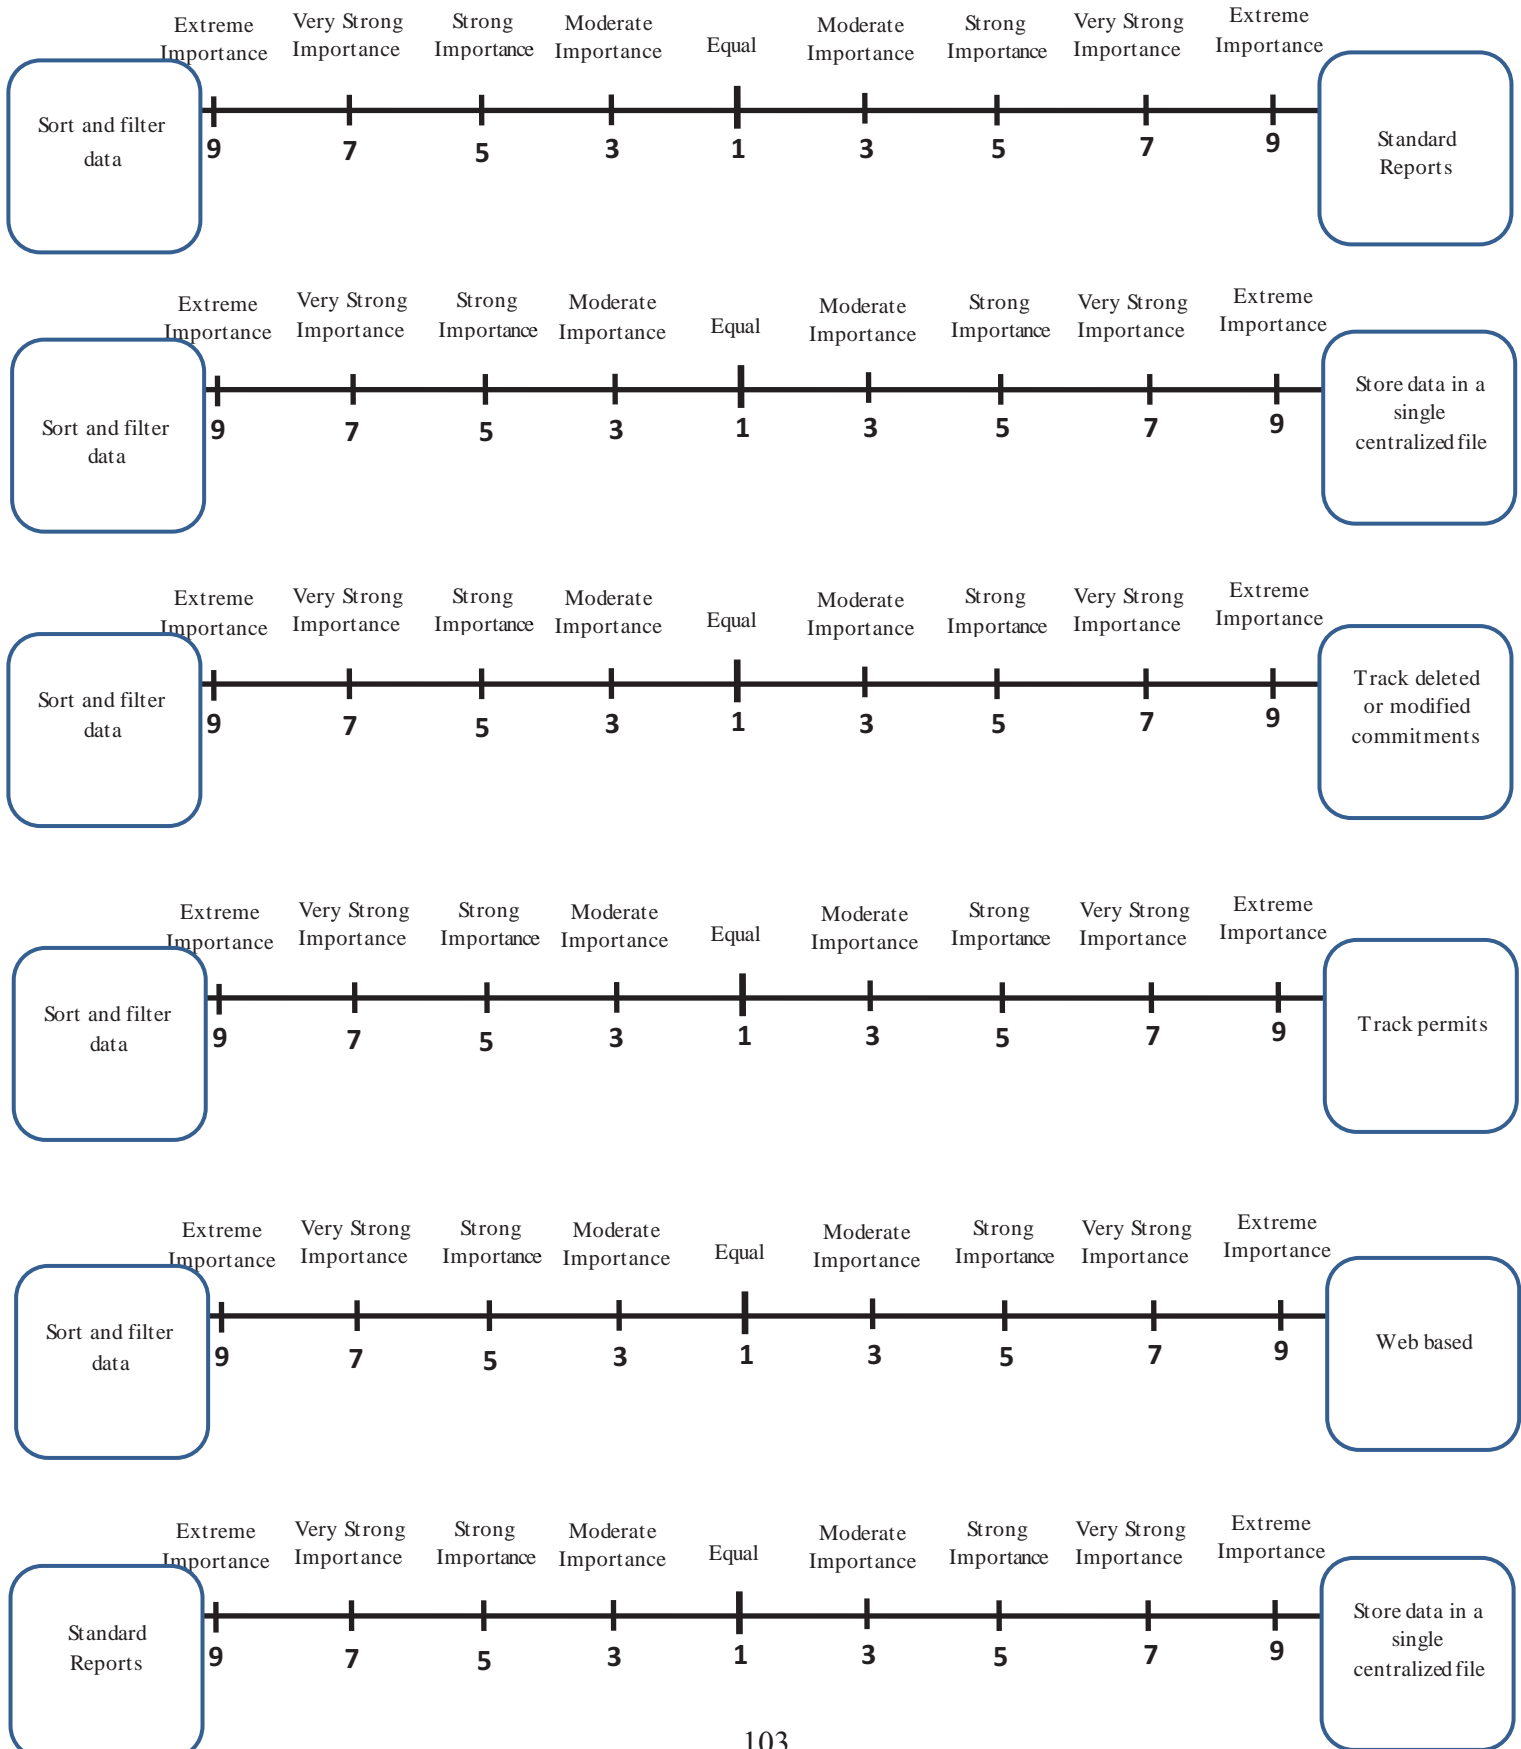 Extreme Importance
Very Strong Importance
Strong Importance
Moderate Importance
Equal
Moderate Importance
Strong Importance
Very Strong Importance
Extreme Importance
Sort and filter
data
9 7 5 3 1 3 5 7 9
Standard
Reports
Extreme Importance
Very Strong Importance
Strong Importance
Moderate Importance
Equal
Moderate Importance
Strong Importance
Very Strong Importance
Extreme Importance
Sort and filter
data
9 7 5 3 1 3 5 7 9
Store data in a
single
centralized file
Extreme Importance
Very Strong Importance
Strong Importance
Moderate Importance
Equal
Moderate Importance
Strong Importance
Very Strong Importance
Extreme Importance
Sort and filter
data
9 7 5 3 1 3 5 7 9
Track deleted
or modified
commitments
Extreme Importance
Very Strong Importance
Strong Importance
Moderate Importance
Equal
Moderate Importance
Strong Importance
Very Strong Importance
Extreme Importance
Sort and filter
data
9 7 5 3 1 3 5 7 9
Track permits
Extreme Importance
Very Strong Importance
Strong Importance
Moderate Importance
Equal
Moderate Importance
Strong Importance
Very Strong Importance
Extreme Importance
Sort and filter
data
9 7 5 3 1 3 5 7 9
Web based
Extreme Importance
Very Strong Importance
Strong Importance
Moderate Importance
Equal
Moderate Importance
Strong Importance
Very Strong Importance
Extreme Importance
Standard
Reports
9 7 5 3 1 3 5 7 9
Store data in a
single
centralized file
103